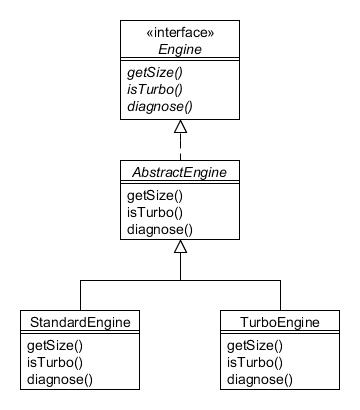 «interface»
Engine
getSize()
isTurbo()
diagnose()
AbstractEngine
getSize()
isTurbo()
diagnose()
StandardEngine
getSize()
isTurbo()
diagnose()
TurboEngine
getSize()
isTurbo()
diagnose()